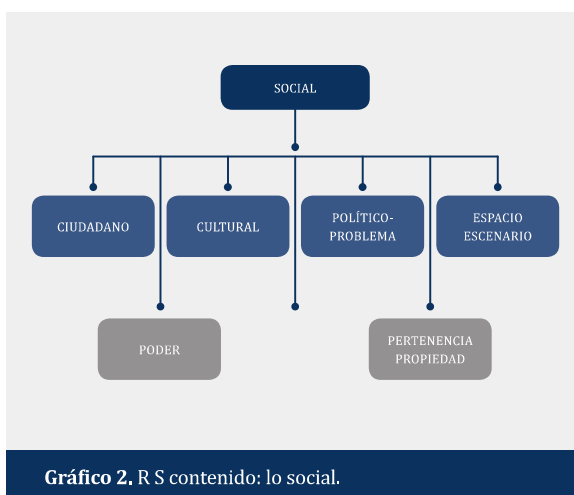 SOCIAL
CIUDADANO
CULTURAL
POLÍTICO-
PROBLEMA
ESPACIO
ESCENARIO
PODER
PERTENENCIA
PROPIEDAD
Gráfico 2. R S contenido: lo social.